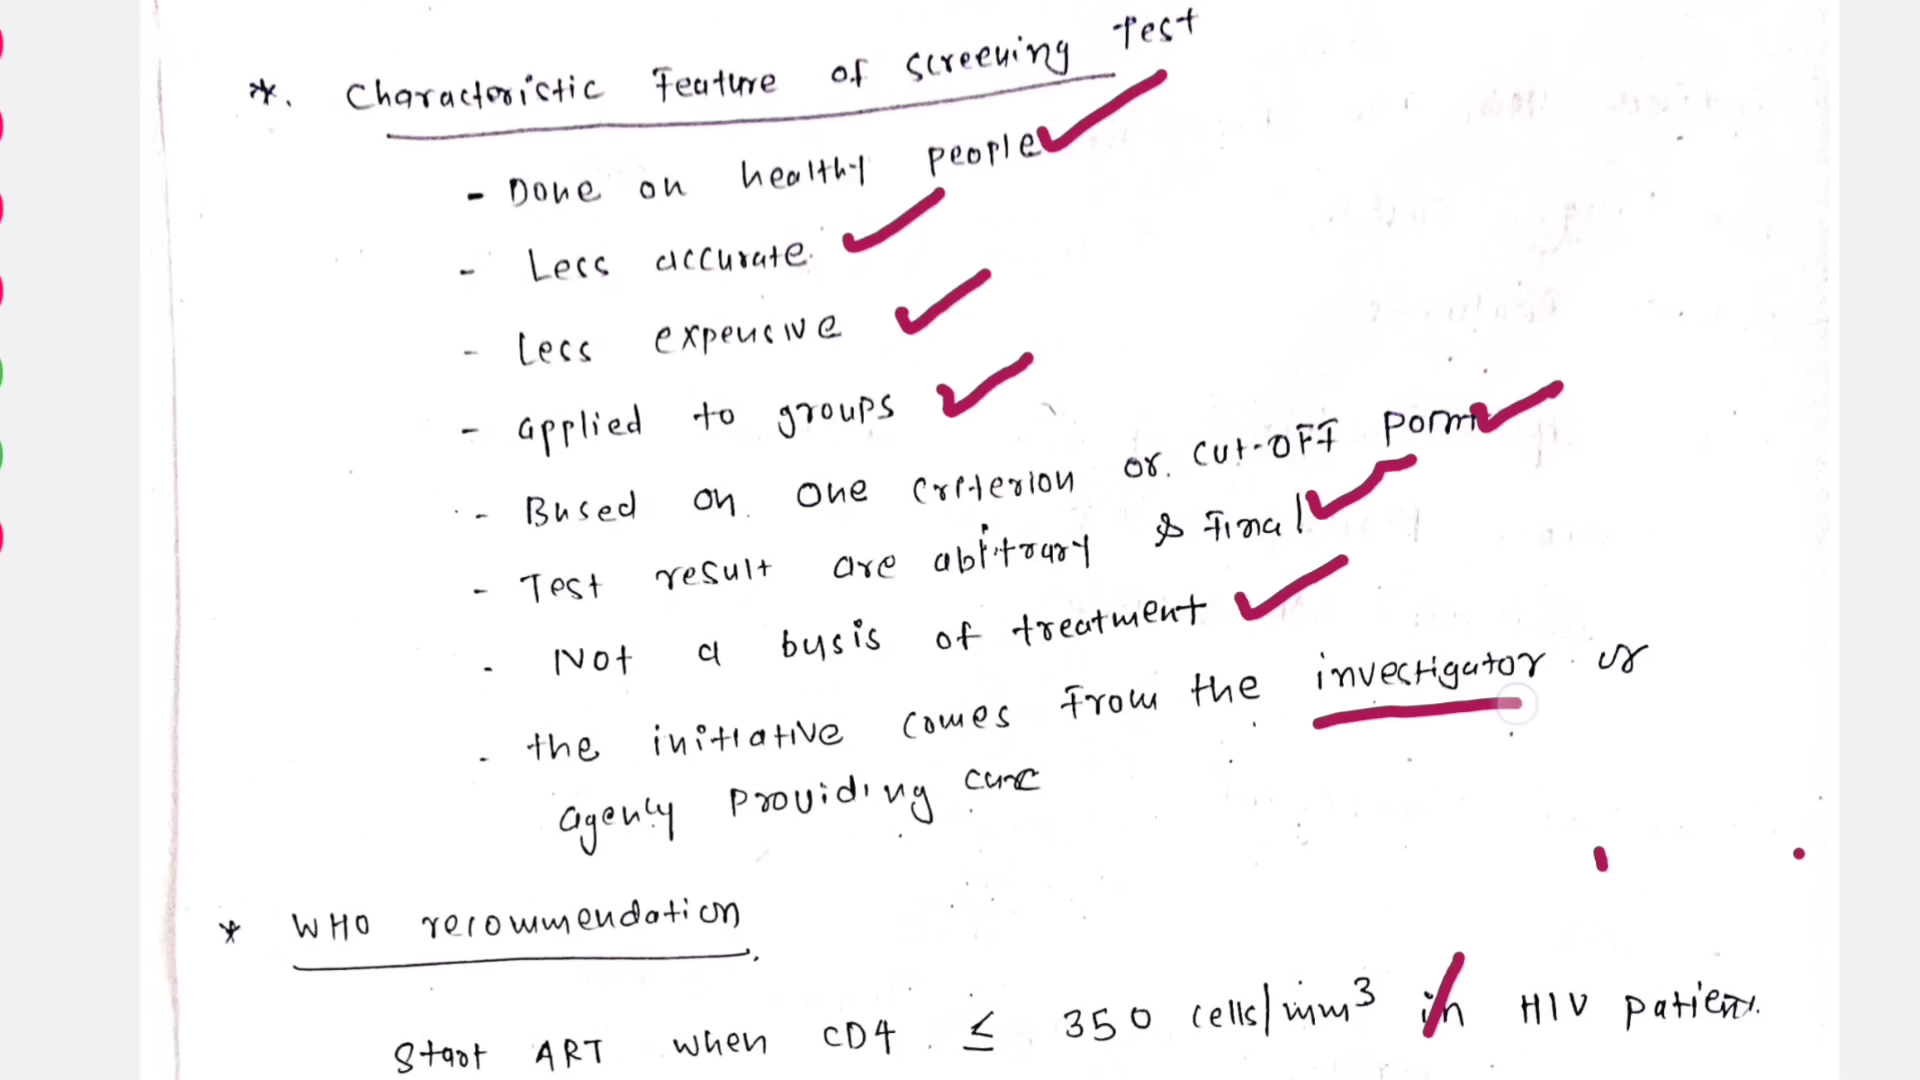 *. Characteristic Feature of screening Test
- Done on healthy people
- Less accurate.
- Less expensive
- applied to groups
- Based on one criterion or cut-off point
- Test result are abitrary & Final
- Not a basis of treatment
- the initiative comes from the investigator or
agency providing care
* WHO recommendation
Start ART when CD4 ≤ 350 cells/mm³ in HIV patient.